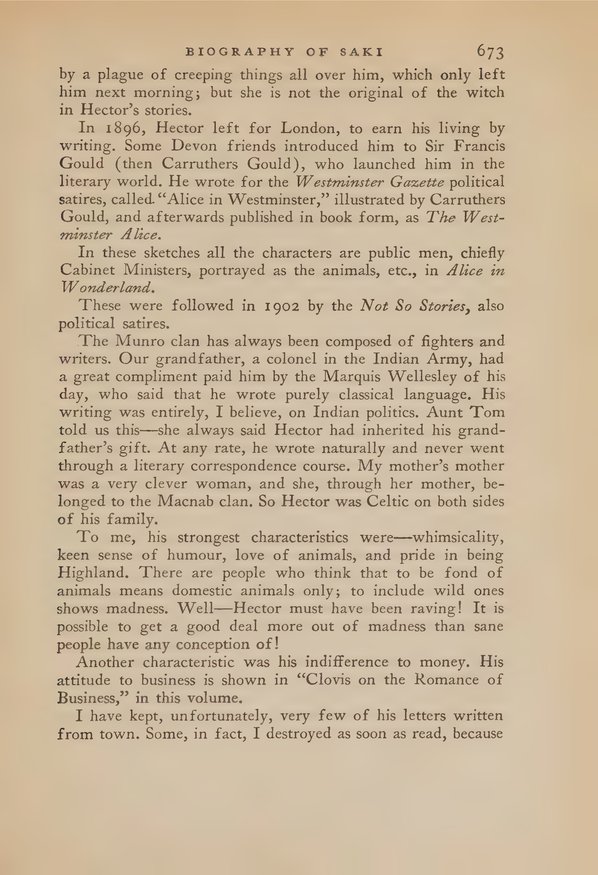 BIOGRAPHY OF SAKI 673
by a plague of creeping things all over him, which only left
him next morning; but she is not the original of the witch
in Hector's stories.
In 1896, Hector left for London, to earn his living by
writing. Some Devon friends introduced him to Sir Francis
Gould (then Carruthers Gould), who launched him in the
literary world. He wrote for the Westminster Gazette political
satires, called “Alice in Westminster,” illustrated by Carruthers
Gould, and afterwards published in book form, as The West-
minster Alice.
In these sketches all the characters are public men, chiefly
Cabinet Ministers, portrayed as the animals, etc., in Alice in
Wonderland.
These were followed in 1902 by the Not So Stories, also
political satires.
The Munro clan has always been composed of fighters and
writers. Our grandfather, a colonel in the Indian Army, had
a great compliment paid him by the Marquis Wellesley of his
day, who said that he wrote purely classical language. His
writing was entirely, I believe, on Indian politics. Aunt Tom
told us this—she always said Hector had inherited his grand-
father's gift. At any rate, he wrote naturally and never went
through a literary correspondence course. My mother's mother
was a very clever woman, and she, through her mother, be-
longed to the Macnab clan. So Hector was Celtic on both sides
of his family.
To me, his strongest characteristics were—whimsicality,
keen sense of humour, love of animals, and pride in being
Highland. There are people who think that to be fond of
animals means domestic animals only; to include wild ones
shows madness. Well—Hector must have been raving! It is
possible to get a good deal more out of madness than sane
people have any conception of!
Another characteristic was his indifference to money. His
attitude to business is shown in “Clovis on the Romance of
Business,” in this volume.
I have kept, unfortunately, very few of his letters written
from town. Some, in fact, I destroyed as soon as read, because